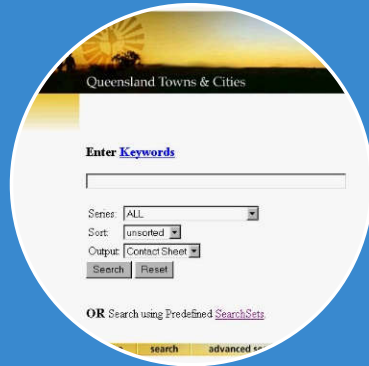 Queensland Towns & Cities
Enter Keywords
Series: ALL
Sort: unsorted
Output: Contact Sheet
Search Reset
OR Search using Predefined SearchSets.
search advanced